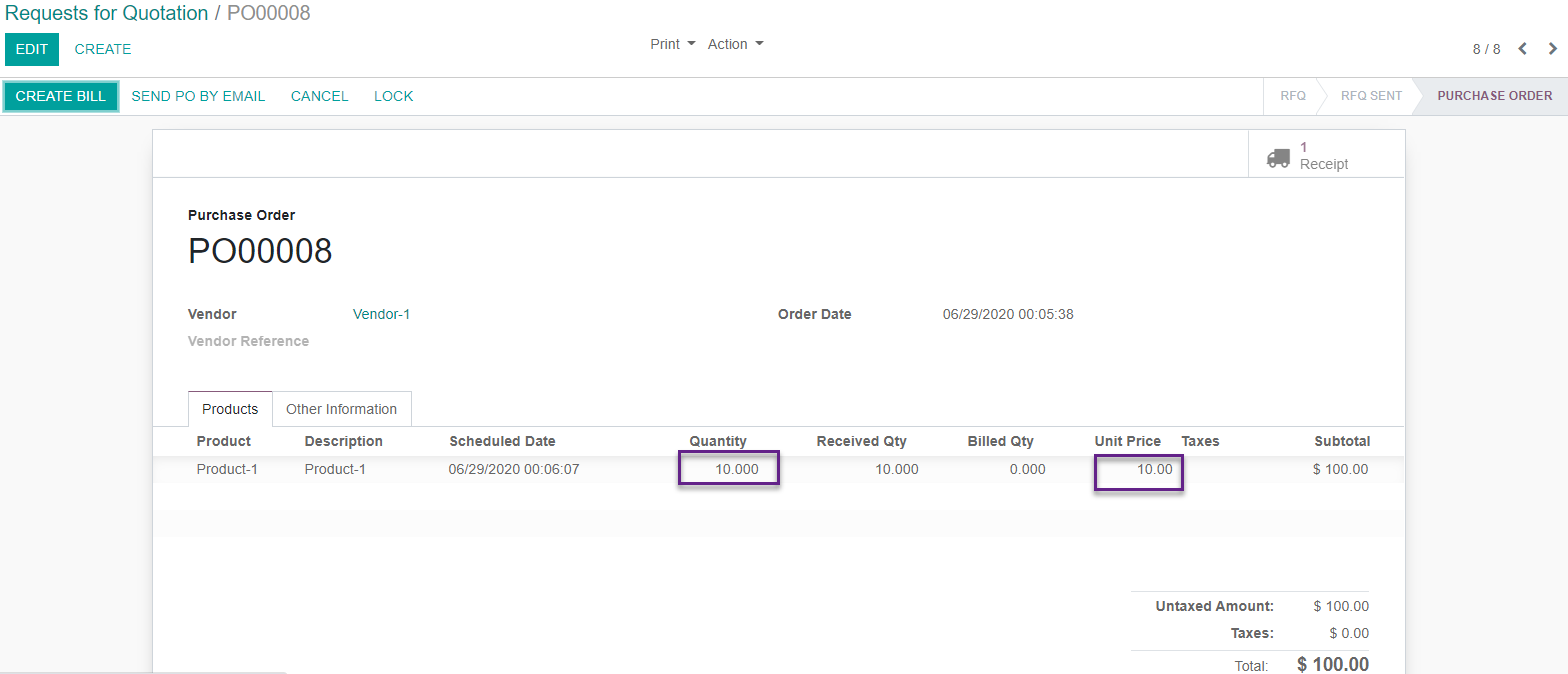 Requests for Quotation / PO00008
EDIT CREATE Print Action 8 / 8
CREATE BILL SEND PO BY EMAIL CANCEL LOCK RFQ RFQ SENT PURCHASE ORDER
1
Receipt
Purchase Order
PO00008
Vendor Vendor-1 Order Date 06/29/2020 00:05:38
Vendor Reference
Products Other Information
Product Description Scheduled Date Quantity Received Qty Billed Qty Unit Price Taxes Subtotal
Product-1 Product-1 06/29/2020 00:06:07 10.000 10.000 0.000 10.00 $ 100.00
Untaxed Amount: $ 100.00
Taxes: $ 0.00
Total: $ 100.00